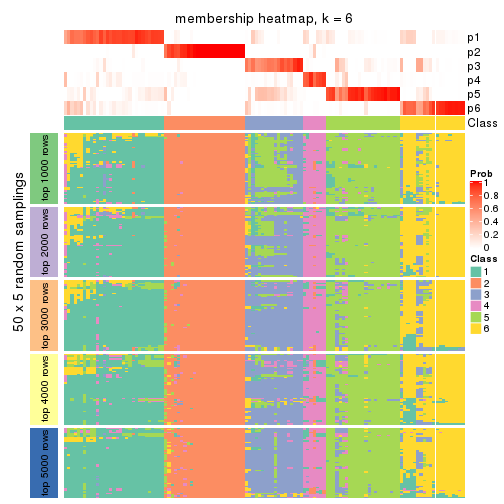 membership heatmap, k = 6
p1
p2
p3
p4
p5
p6
Class
50 x 5 random samplings
top 1000 rows
top 2000 rows
top 3000 rows
top 4000 rows
top 5000 rows
Prob
1
0.8
0.6
0.4
0.2
0
Class
1
2
3
4
5
6